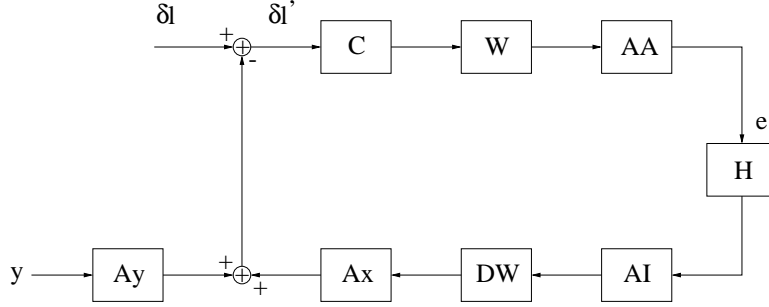 δl δl'
+ -
C W AA
e
H
y Ay + + Ax DW AI